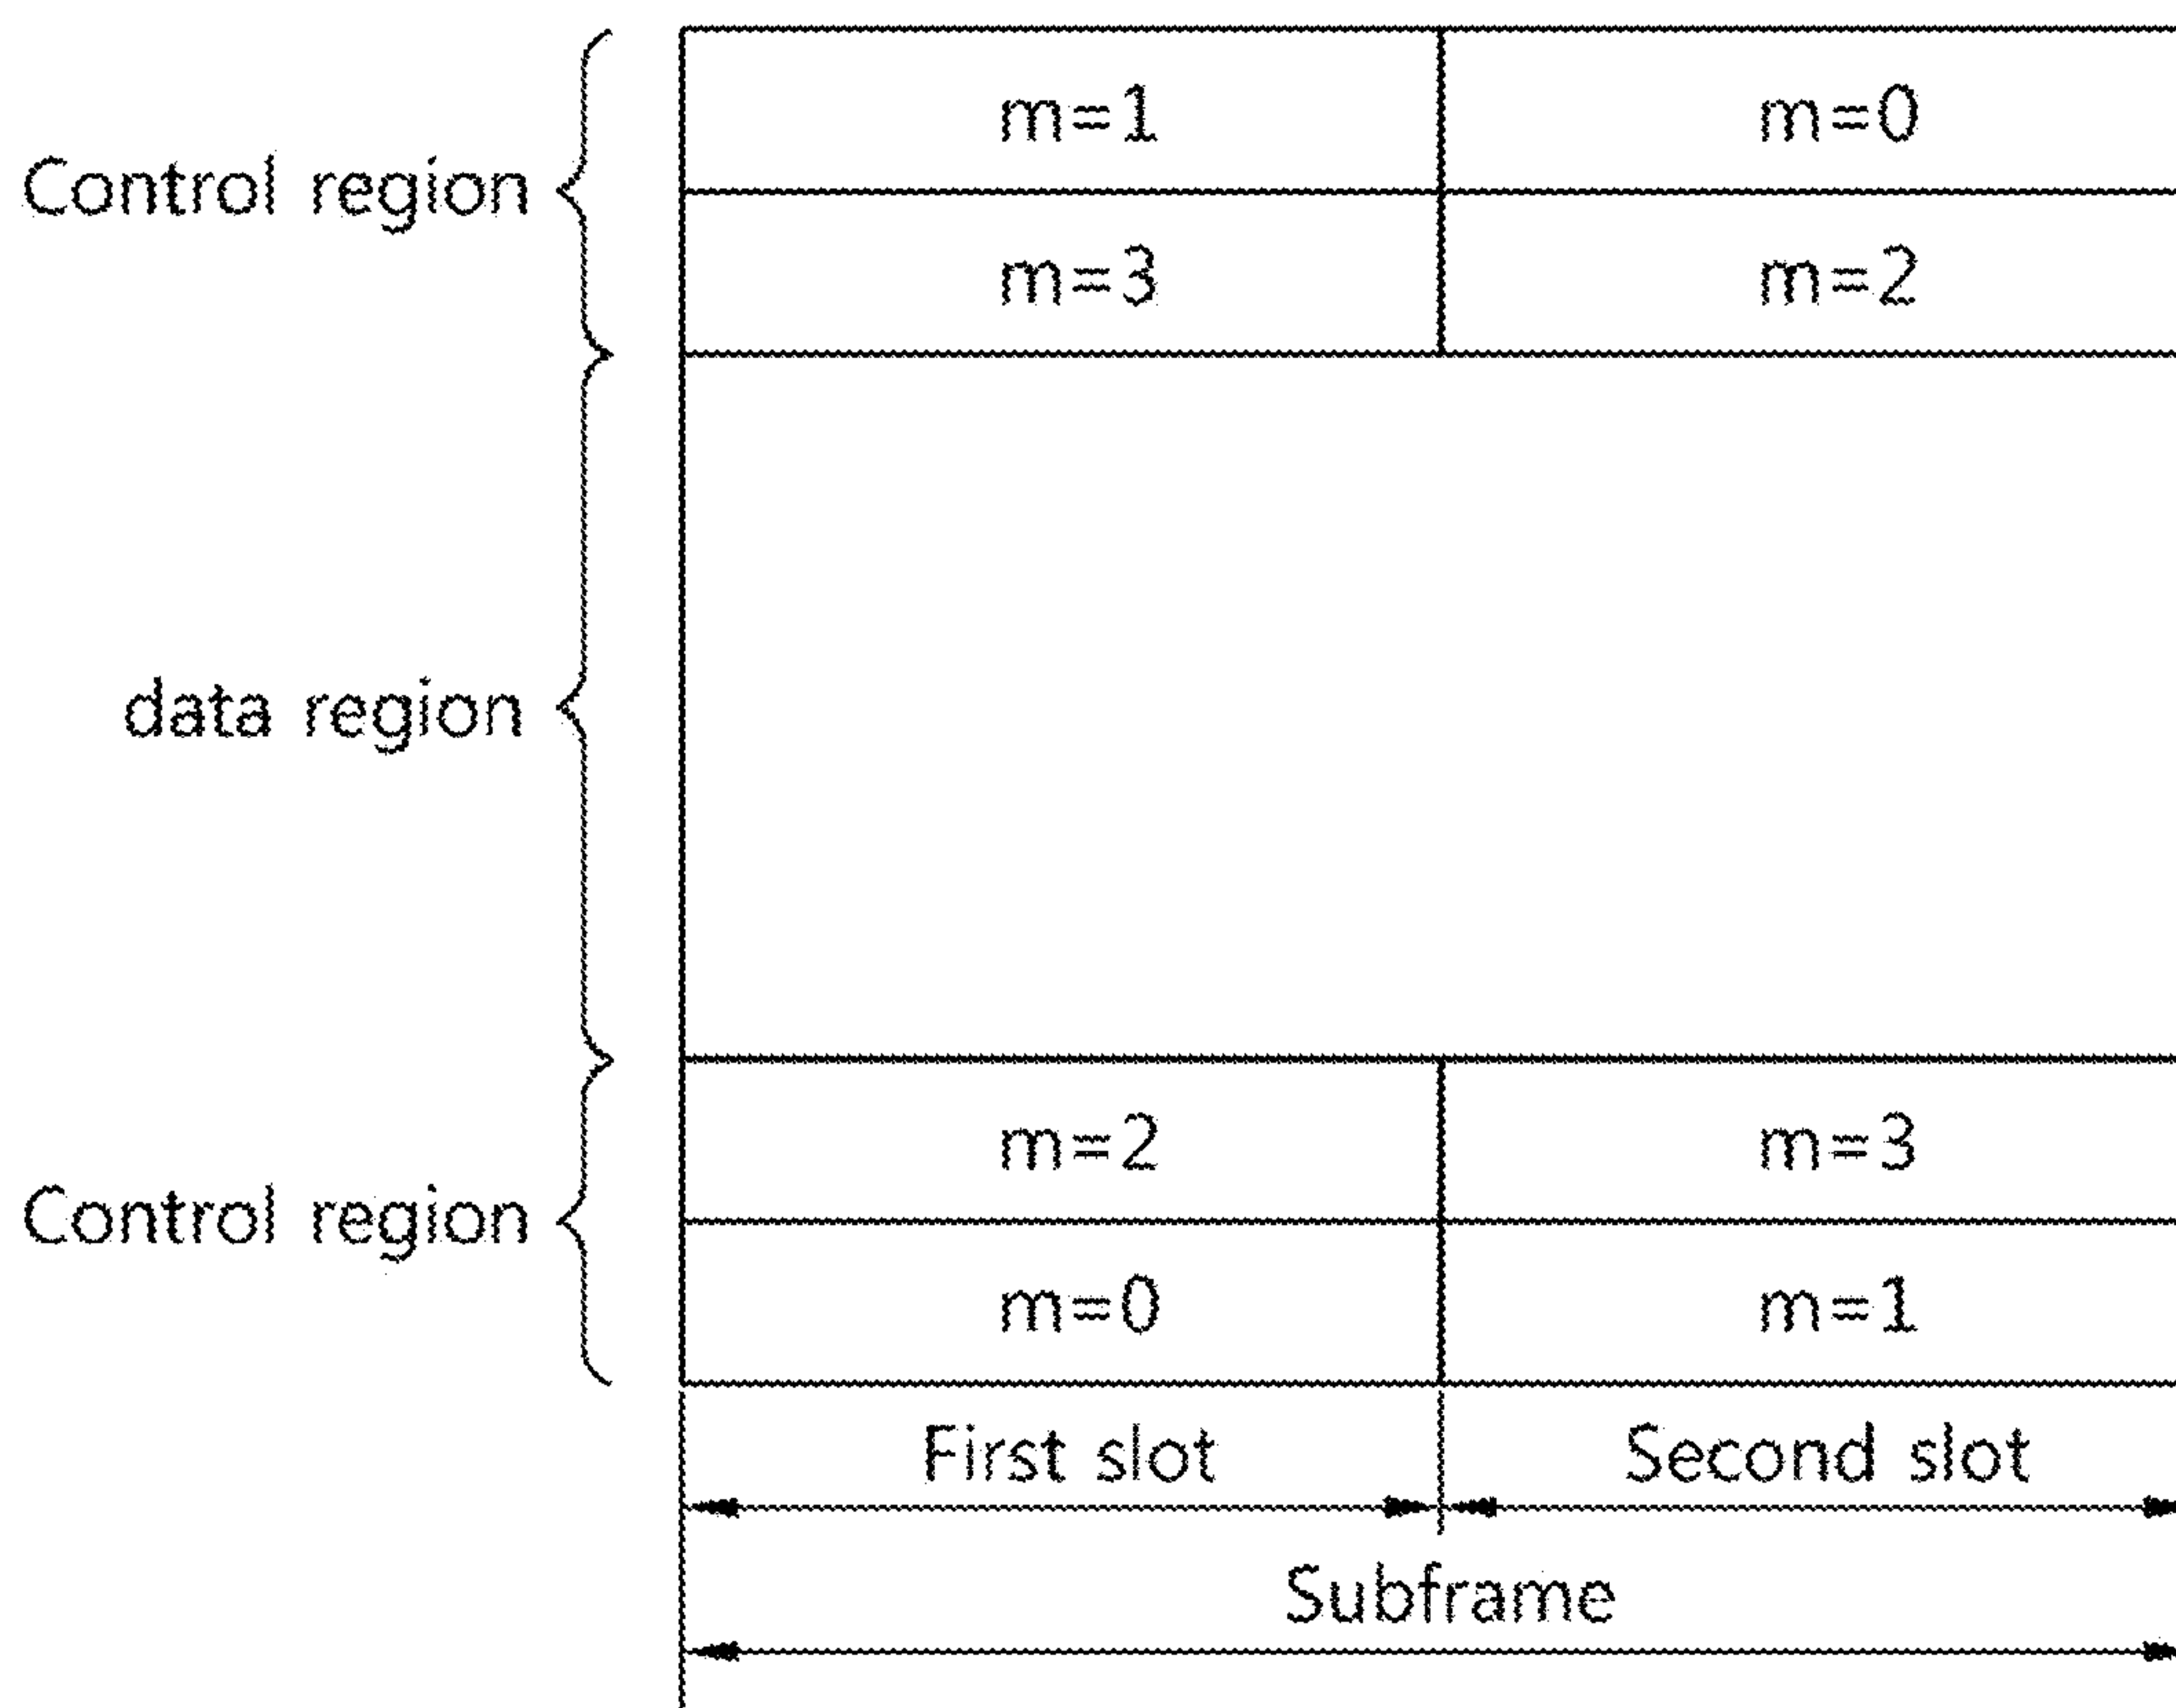 m=1 m=0
Control region
m=3 m=2
data region
m=2 m=3
Control region
m=0 m=1
First slot Second slot
Subframe